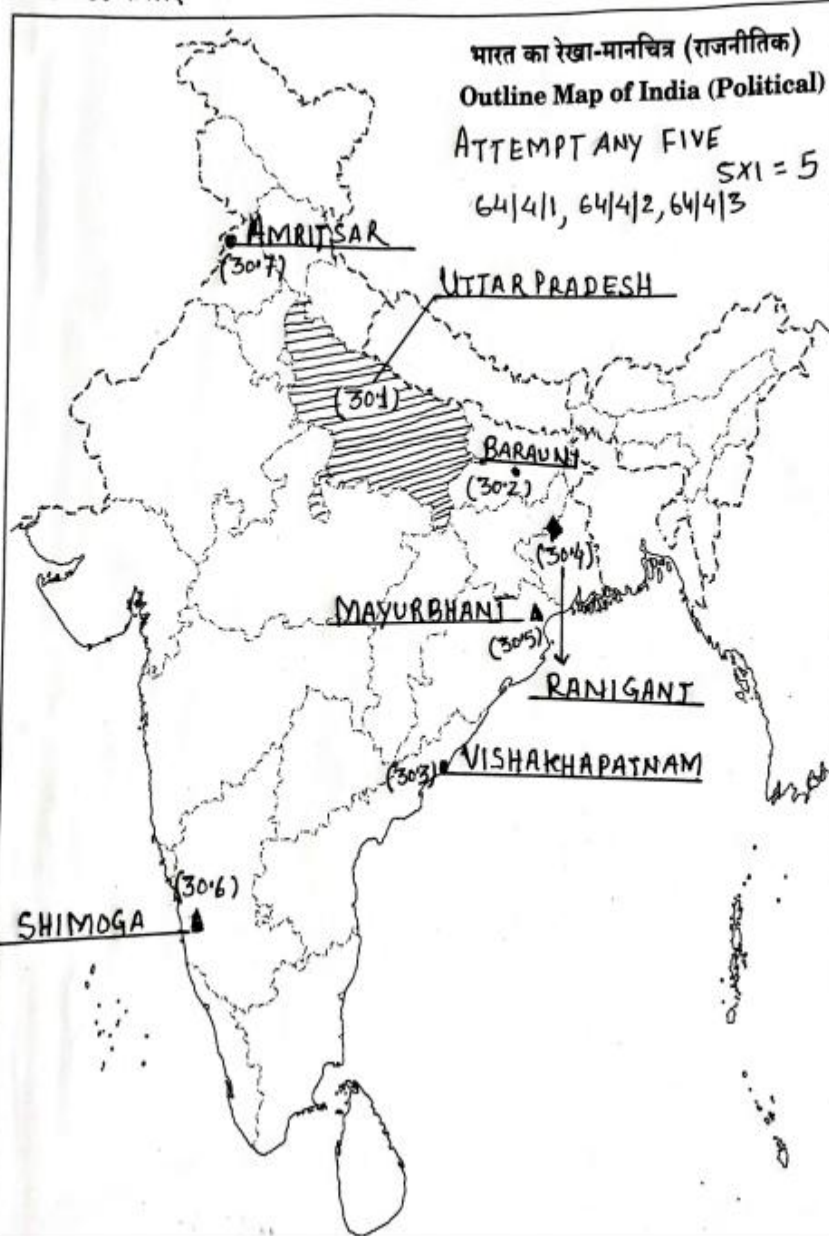 भारत का रेखा-मानचित्र (राजनीतिक)
Outline Map of India (Political)
ATTEMPT ANY FIVE
5X1 = 5
64/4/1, 64/4/2, 64/4/3
AMRITSAR
(30.7)
UTTAR PRADESH
(30.1)
BARAUNI
(30.2)
(30.4)
MAYURBHANJ
(30.5)
RANIGANJ
(30.3)
VISHAKHAPATNAM
(30.6)
SHIMOGA